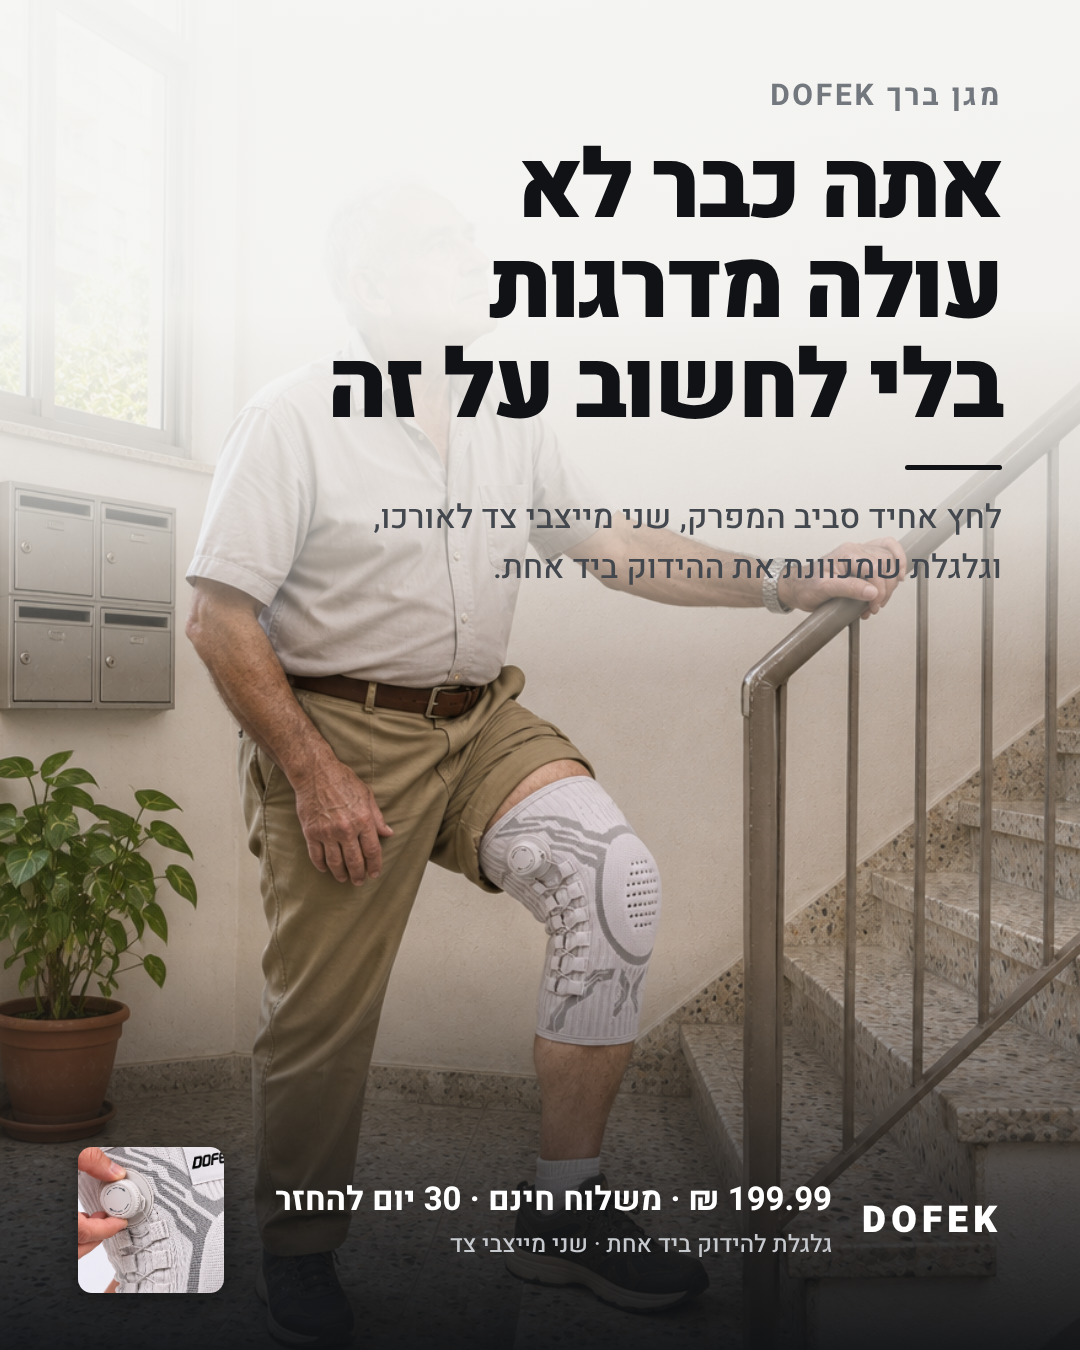 מגן ברך DOFEK
אתה כבר לא
עולה מדרגות
בלי לחשוב על זה
לחץ אחיד סביב המפרק, שני מייצבי צד לאורכו,
וגלגלת שמכוונת את ההידוק ביד אחת.
199.99 ₪ · משלוח חינם · 30 יום להחזר
גלגלת להידוק ביד אחת · שני מייצבי צד
DOFEK
DOFE